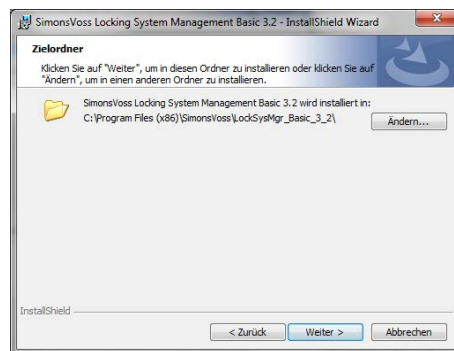 SimonsVoss Locking System Management Basic 3.2 - InstallShield Wizard
Zielordner
Klicken Sie auf "Weiter", um in diesen Ordner zu installieren oder klicken Sie auf
"Ändern", um in einen anderen Ordner zu installieren.
SimonsVoss Locking System Management Basic 3.2 wird installiert in:
C:\Program Files (x86)\SimonsVoss\LockSysMgr_Basic_3_2\
Ändern...
InstallShield
< Zurück
Weiter >
Abbrechen